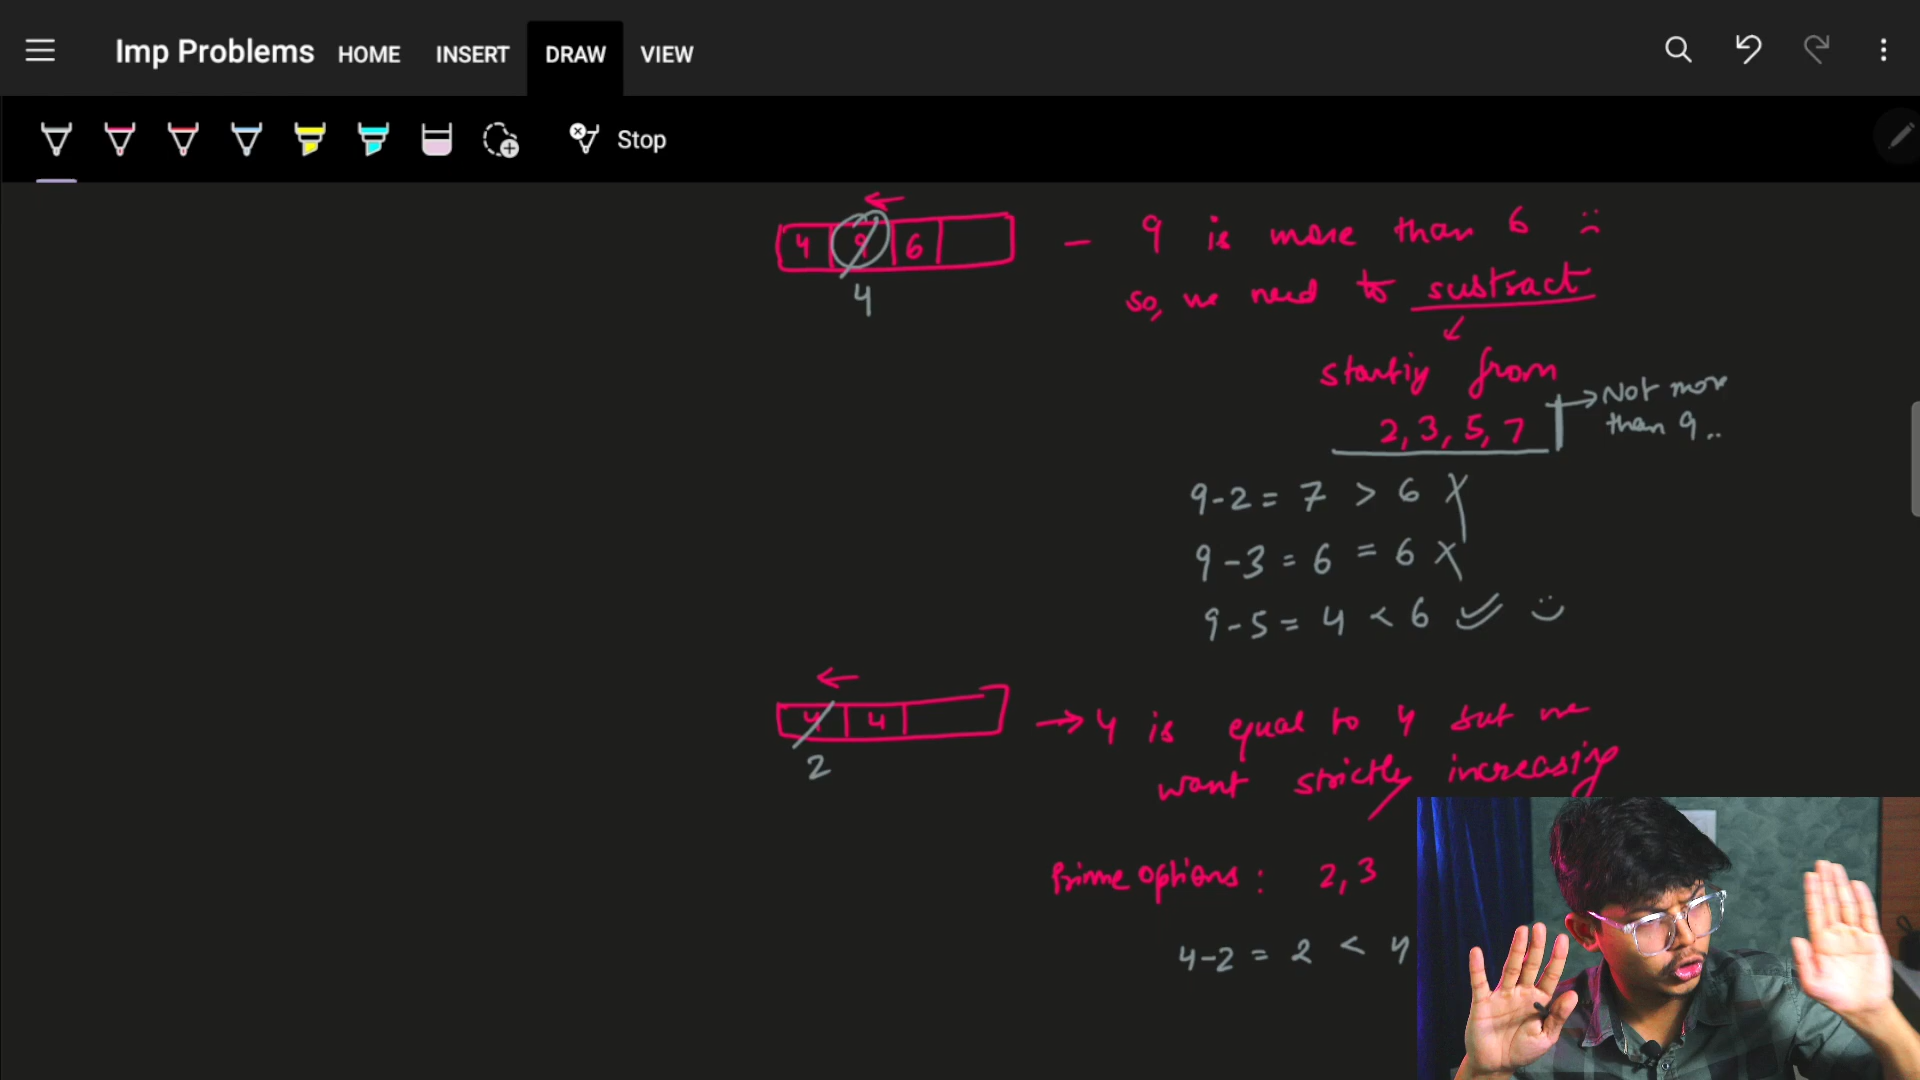 Imp Problems HOME INSERT DRAW VIEW
Stop
4 9 6
4
- 9 is more than 6
so, we need to sustract
startig from
2, 3, 5, 7
Not more
than 9 ..
9-2 = 7 > 6 X
9-3 = 6 = 6 X
9-5 = 4 < 6 ✓
4 4
2
→ 4 is equal to 4 but we
want strictly increasing
Prime options : 2, 3
4-2 = 2 < 4